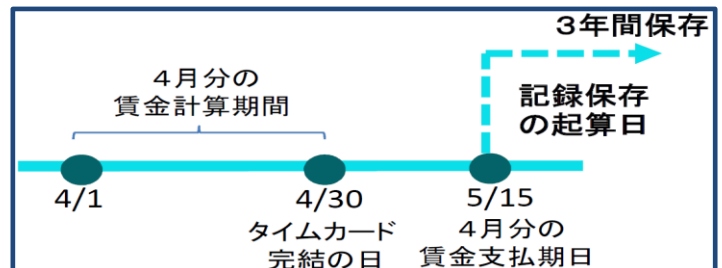 3年間保存
4月分の
賃金計算期間
記録保存
の起算日
4/1
4/30
5/15
タイムカード
完結の日
4月分の
賃金支払期日